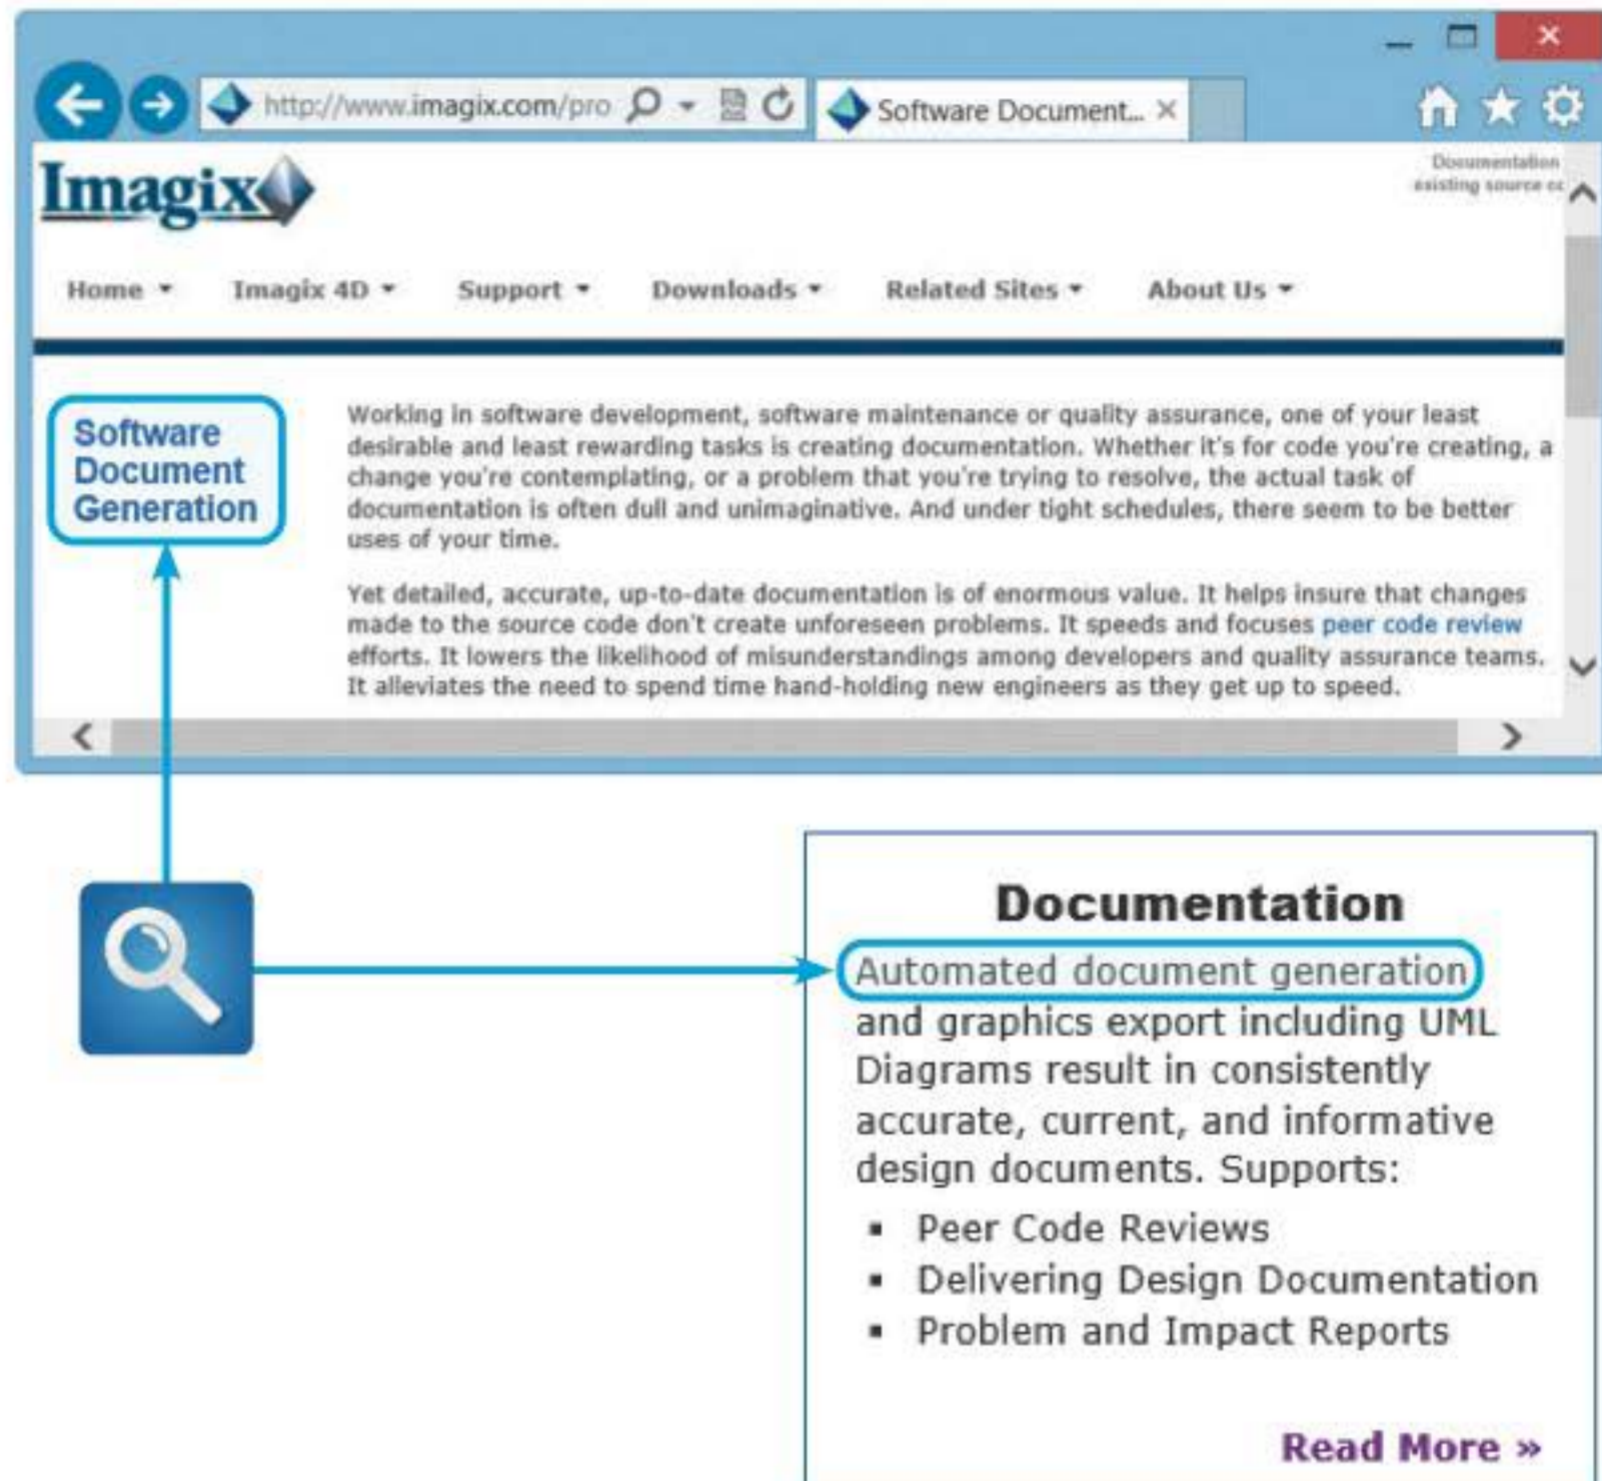 http://www.imagix.com/pro
Software Document...
Imagix
Documentation
existing source cc
Home
Imagix 4D
Support
Downloads
Related Sites
About Us
Software
Document
Generation
Working in software development, software maintenance or quality assurance, one of your least
desirable and least rewarding tasks is creating documentation. Whether it's for code you're creating, a
change you're contemplating, or a problem that you're trying to resolve, the actual task of
documentation is often dull and unimaginative. And under tight schedules, there seem to be better
uses of your time.
Yet detailed, accurate, up-to-date documentation is of enormous value. It helps insure that changes
made to the source code don't create unforeseen problems. It speeds and focuses peer code review
efforts. It lowers the likelihood of misunderstandings among developers and quality assurance teams.
It alleviates the need to spend time hand-holding new engineers as they get up to speed.
Documentation
Automated document generation
and graphics export including UML
Diagrams result in consistently
accurate, current, and informative
design documents. Supports:
▪ Peer Code Reviews
▪ Delivering Design Documentation
▪ Problem and Impact Reports
Read More »